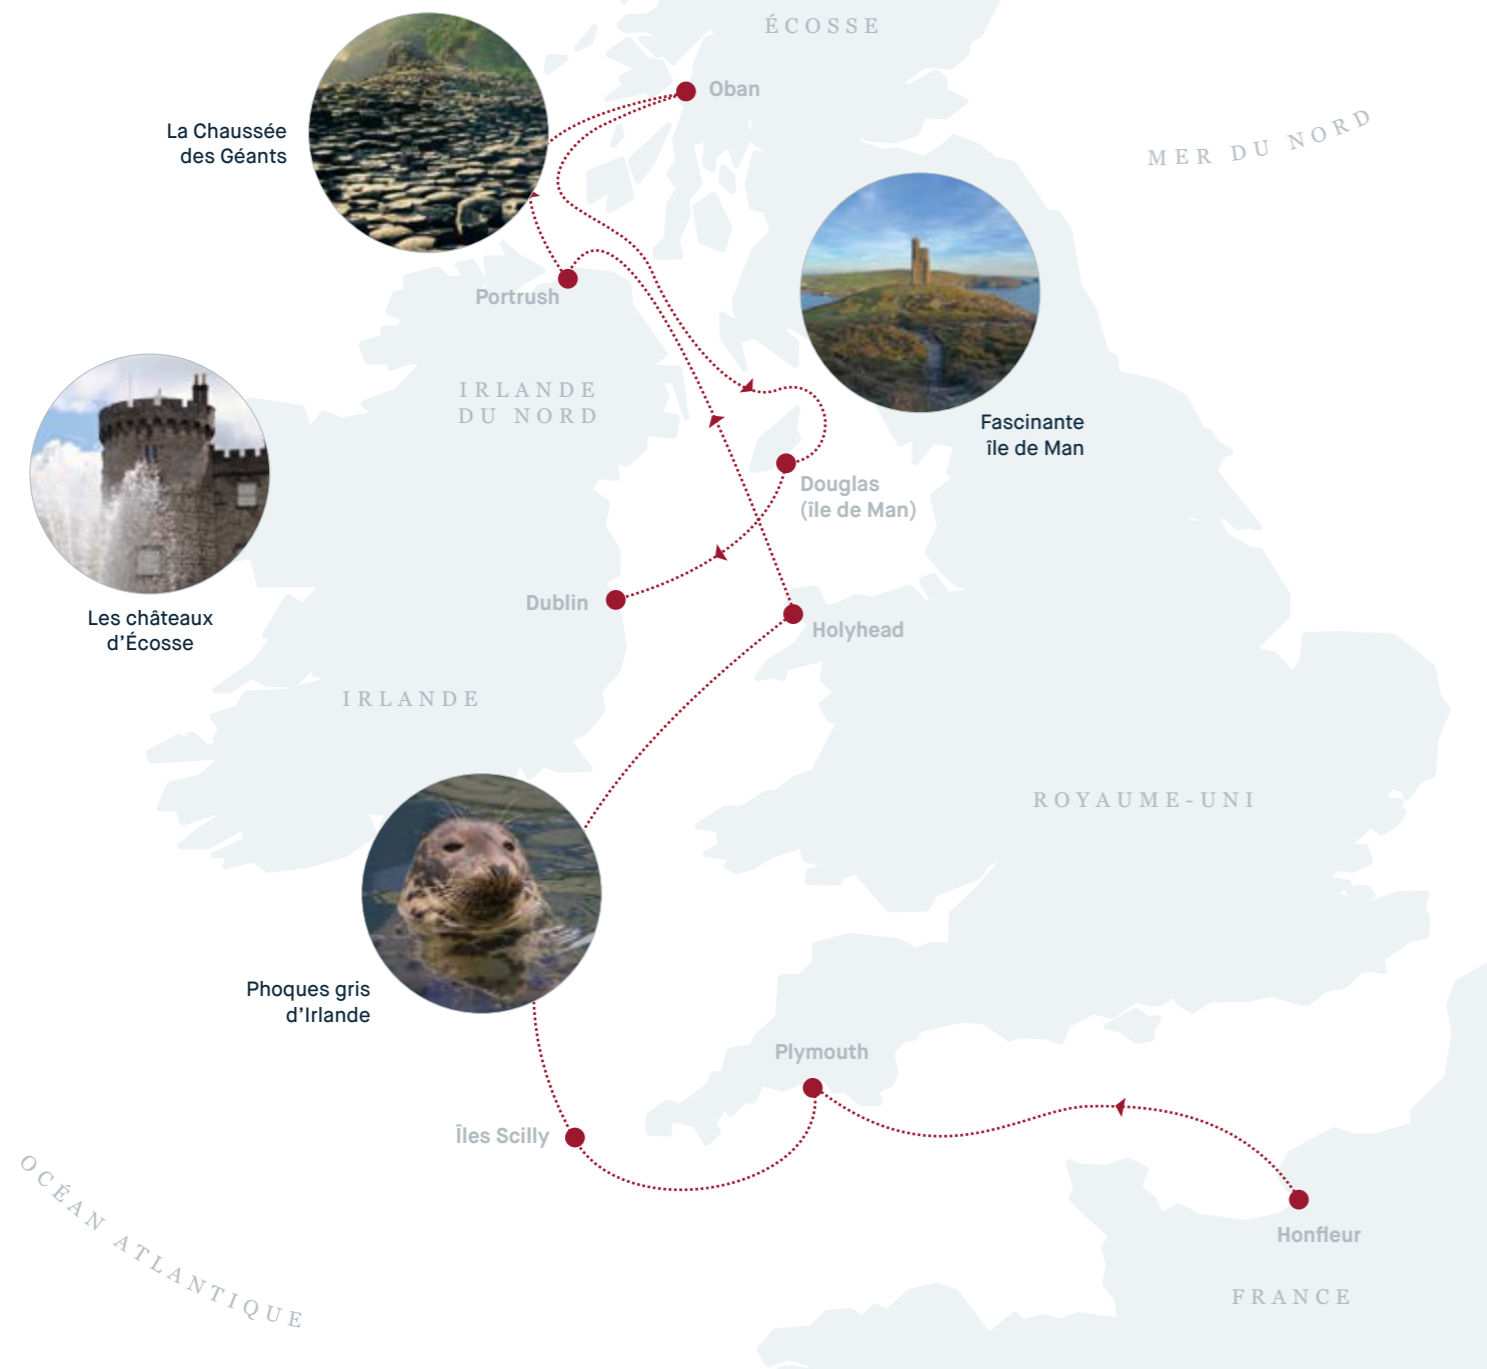 ÉCOSSE
Oban
MER DU NORD
La Chaussée
des Géants
Portrush
IRLANDE
DU NORD
Fascinante
île de Man
Douglas
(île de Man)
Dublin
Holyhead
Les châteaux
d’Écosse
IRLANDE
ROYAUME-UNI
Phoques gris
d’Irlande
Plymouth
Îles Scilly
OCÉAN ATLANTIQUE
Honfleur
FRANCE